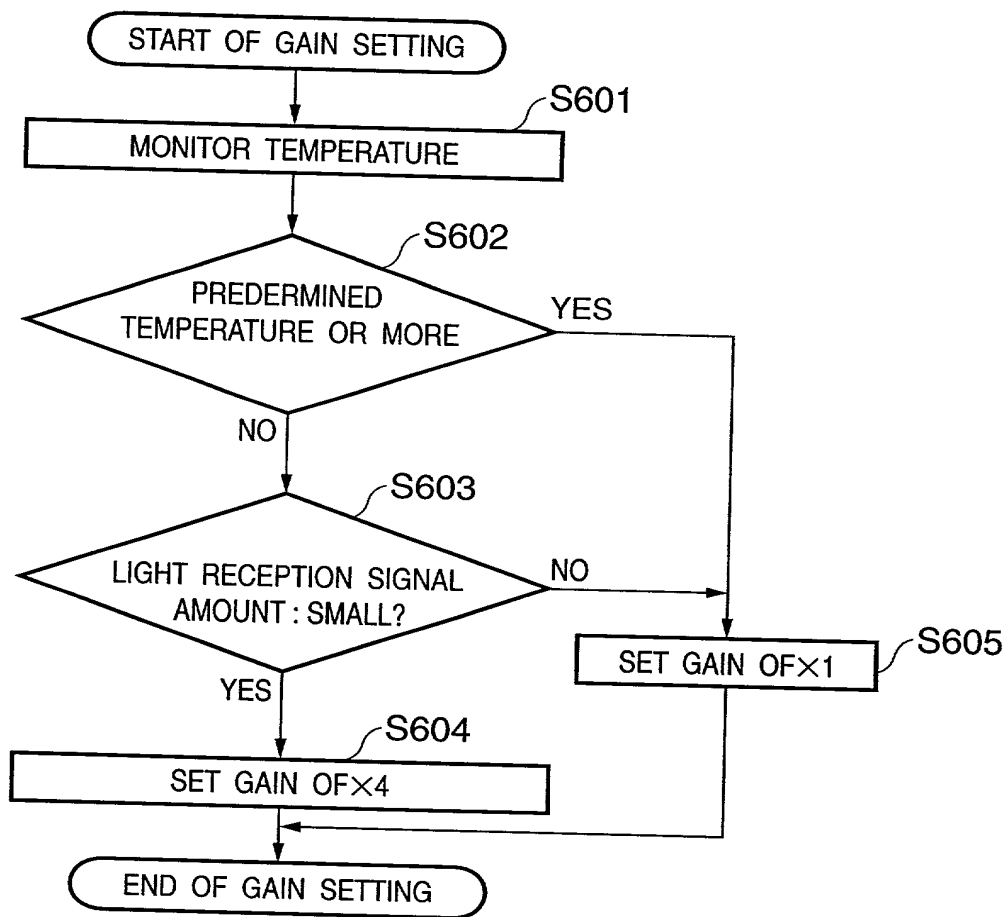 START OF GAIN SETTING
S601
MONITOR TEMPERATURE
S602
PREDERMINED
TEMPERATURE OR MORE
YES
NO
S603
LIGHT RECEPTION SIGNAL
AMOUNT : SMALL?
NO
S605
SET GAIN OF×1
YES
S604
SET GAIN OF×4
END OF GAIN SETTING